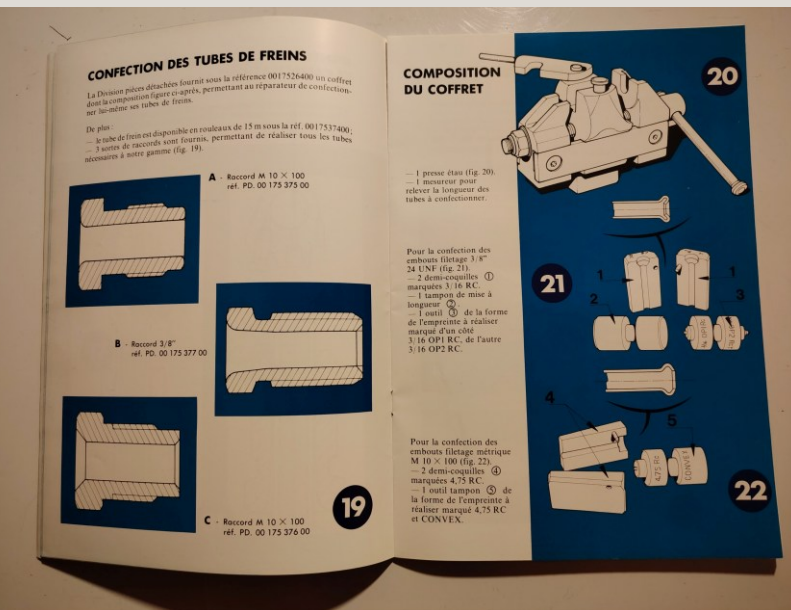 CONFECTION DES TUBES DE FREINS
La Division pièces détachées fournit sous la référence 0017526400 un coffret
dont la composition figure ci-après, permettant au réparateur de confection-
ner lui-même ses tubes de freins.
De plus :
— le tube de frein est disponible en rouleaux de 15 m sous la réf. 0017537400 ;
— 3 sortes de raccords sont fournis, permettant de réaliser tous les tubes
nécessaires à notre gamme (fig. 19).
A - Raccord M 10 × 100
réf. PD. 00 175 375 00
B - Raccord 3/8"
réf. PD. 00 175 377 00
C - Raccord M 10 × 100
réf. PD. 00 175 376 00
19
COMPOSITION
DU COFFRET
— 1 presse étau (fig. 20).
— 1 mesureur pour
relever la longueur des
tubes à confectionner.
Pour la confection des
embouts filetage 3/8"
24 UNF (fig. 21).
— 2 demi-coquilles ①
marquées 3/16 RC.
— 1 tampon de mise à
longueur ②.
— 1 outil ③ de la forme
de l'empreinte à réaliser
marqué d'un côté
3/16 OP1 RC, de l'autre
3/16 OP2 RC.
Pour la confection des
embouts filetage métrique
M 10 × 100 (fig. 22).
— 2 demi-coquilles ④
marquées 4,75 RC.
— 1 outil tampon ⑤ de
la forme de l'empreinte à
réaliser marqué 4,75 RC
et CONVEX.
20
21
1
1
2
3
4
5
4,75 RC
CONVEX
22